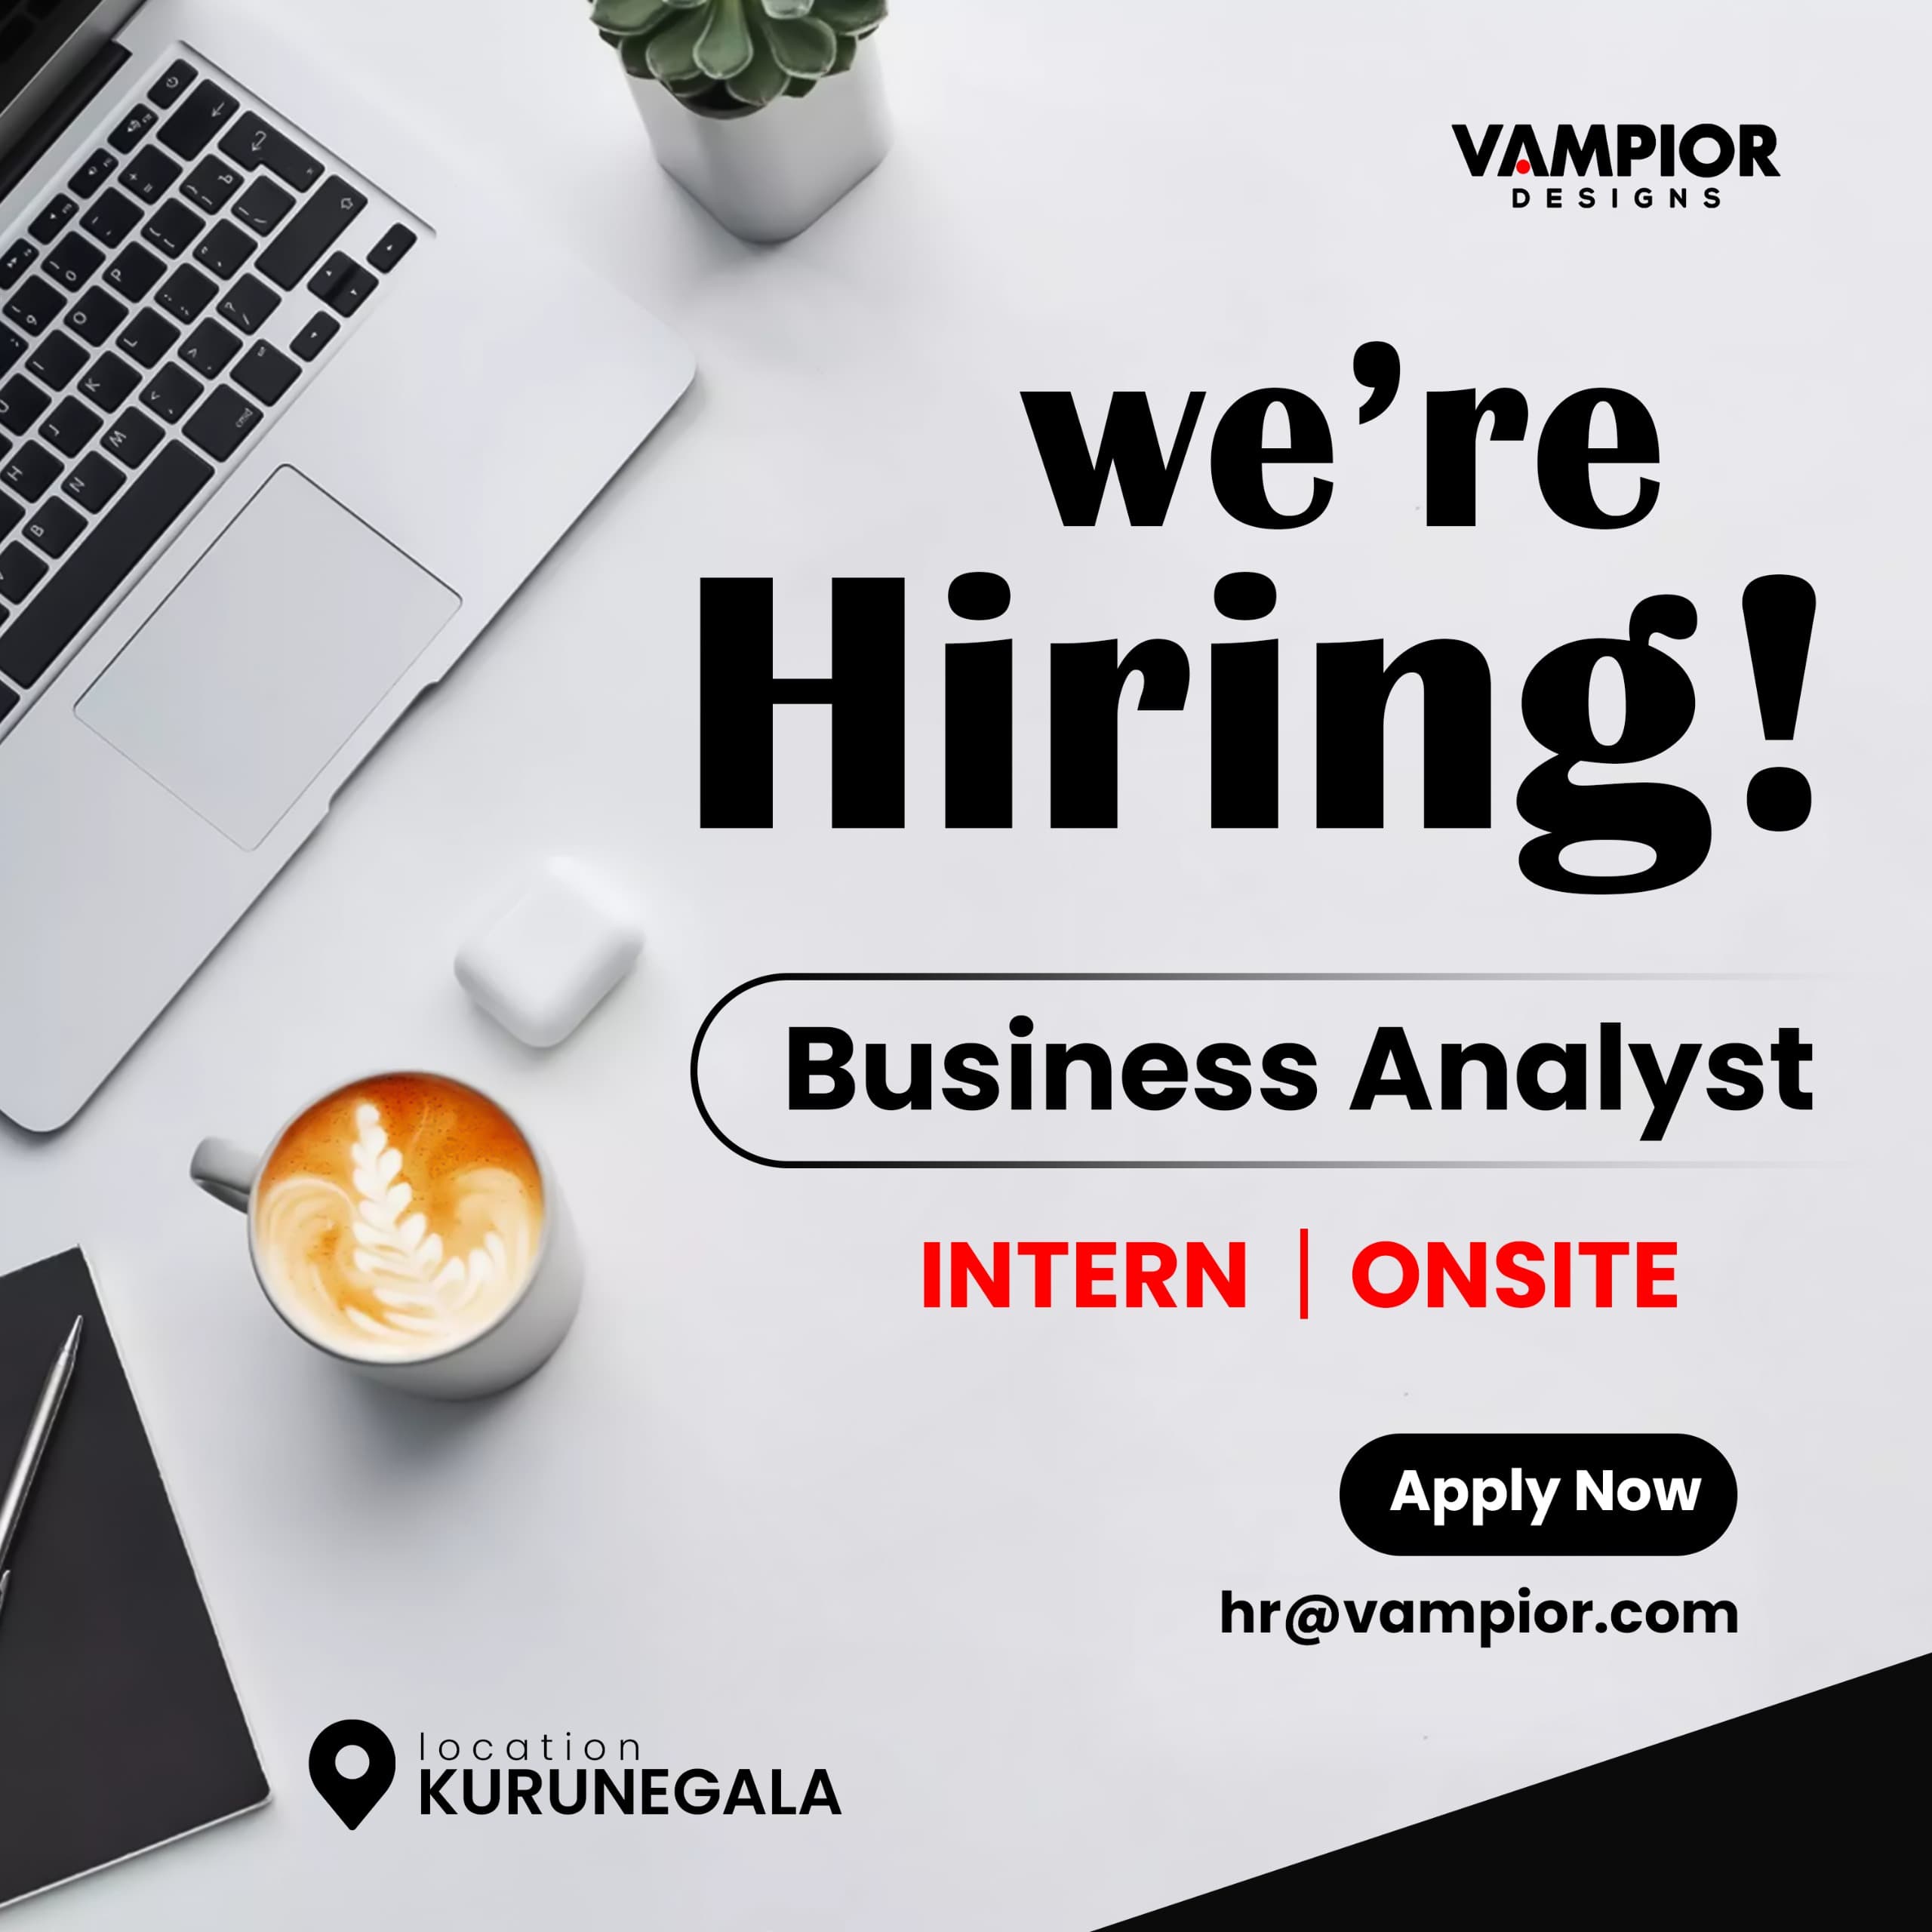 VAMPIOR
DESIGNS
we’re
Hiring!
Business Analyst
INTERN | ONSITE
Apply Now
hr@vampior.com
location
KURUNEGALA